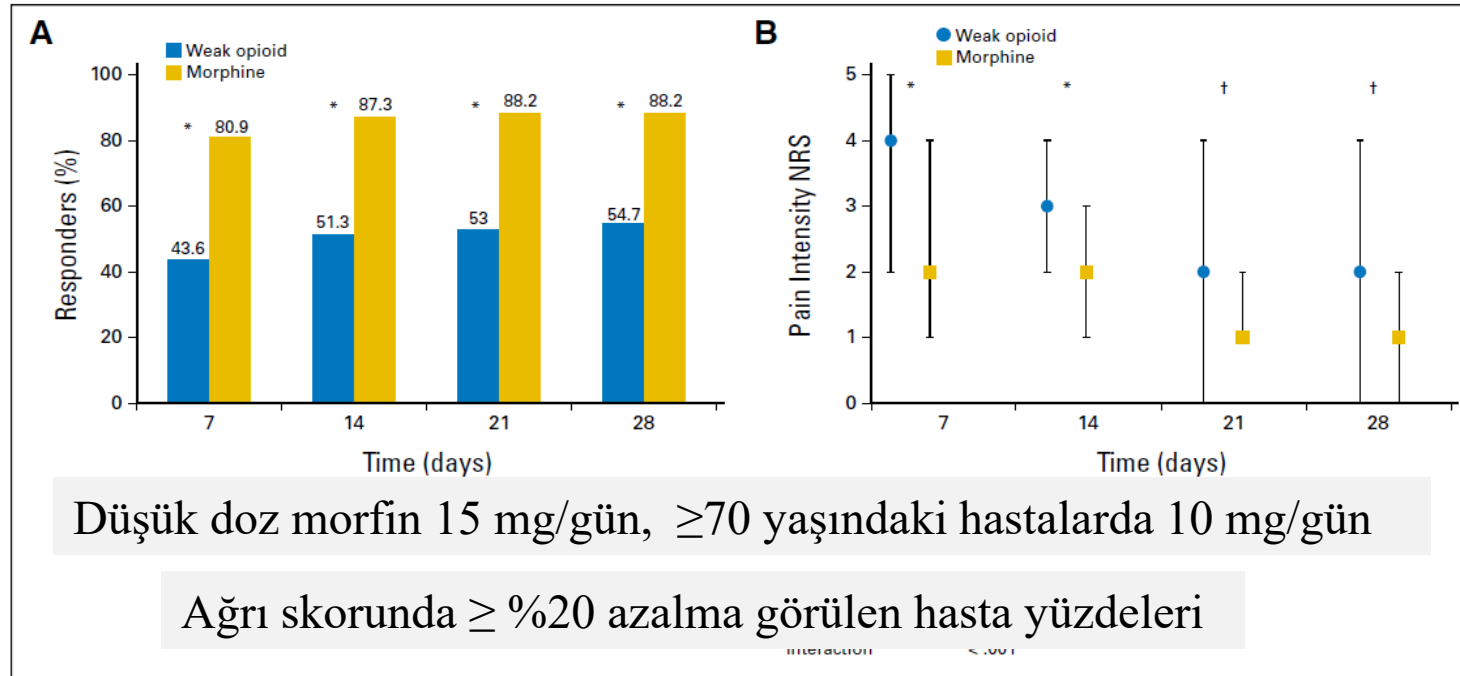 A
Weak opioid
Morphine
Responders (%)
100
80
60
40
20
0
* 80.9
* 87.3
* 88.2
* 88.2
43.6
51.3
53
54.7
7 14 21 28
Time (days)
B
Weak opioid
Morphine
Pain Intensity NRS
5
4
3
2
1
0
* * † †
7 14 21 28
Time (days)
Düşük doz morfin 15 mg/gün, ≥70 yaşındaki hastalarda 10 mg/gün
Ağrı skorunda ≥ %20 azalma görülen hasta yüzdeleri
Interaction < .001